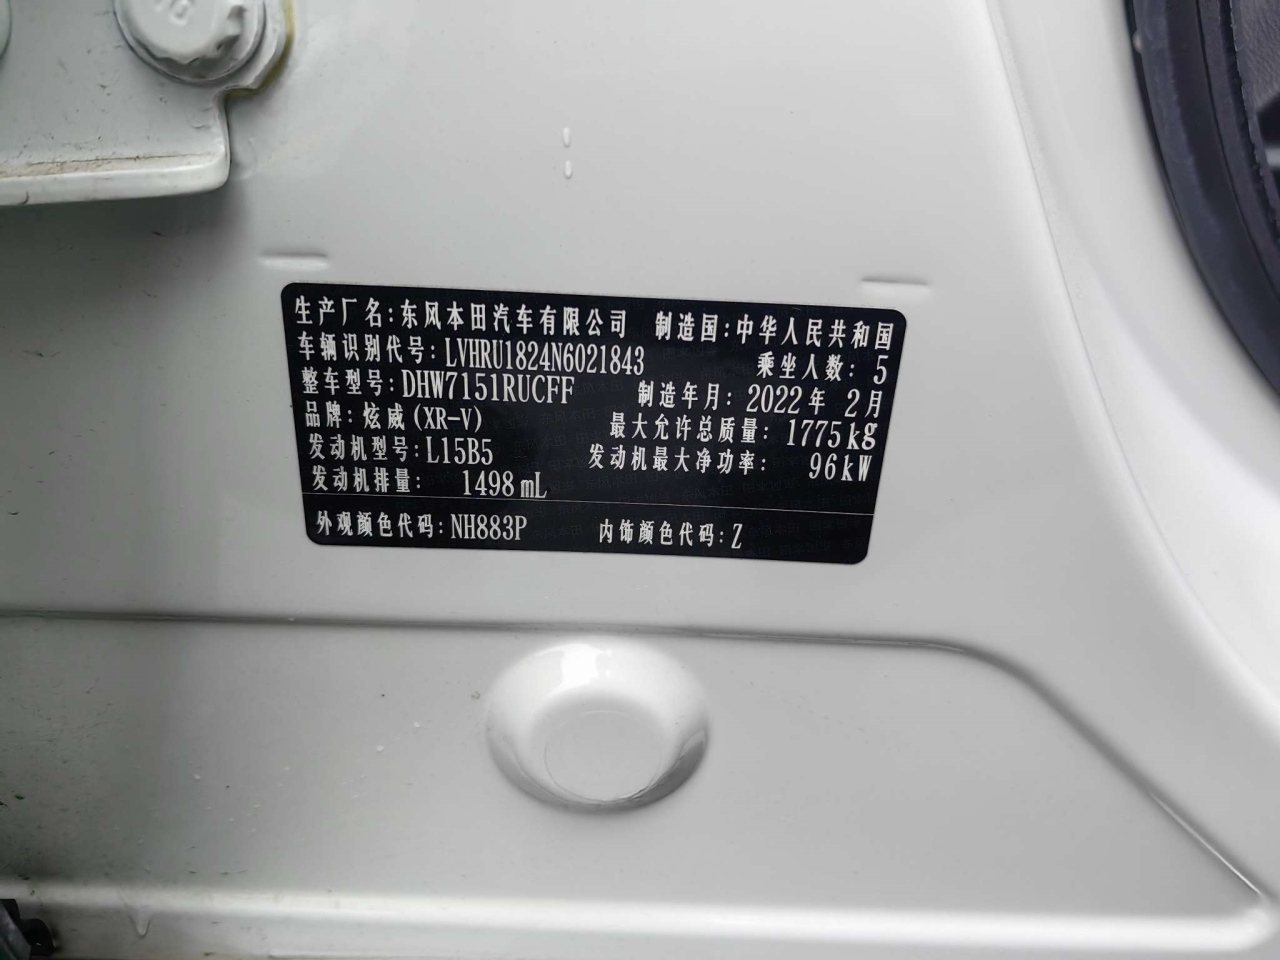 生产厂名：东风本田汽车有限公司 制造国：中华人民共和国
车辆识别代号：LVHRU1824N6021843 乘坐人数：5
整车型号：DHW7151RUCFF 制造年月：2022年 2月
品牌：炫威(XR-V) 最大允许总质量：1775kg
发动机型号：L15B5 发动机最大净功率：96kW
发动机排量：1498mL
外观颜色代码：NH883P 内饰颜色代码：Z